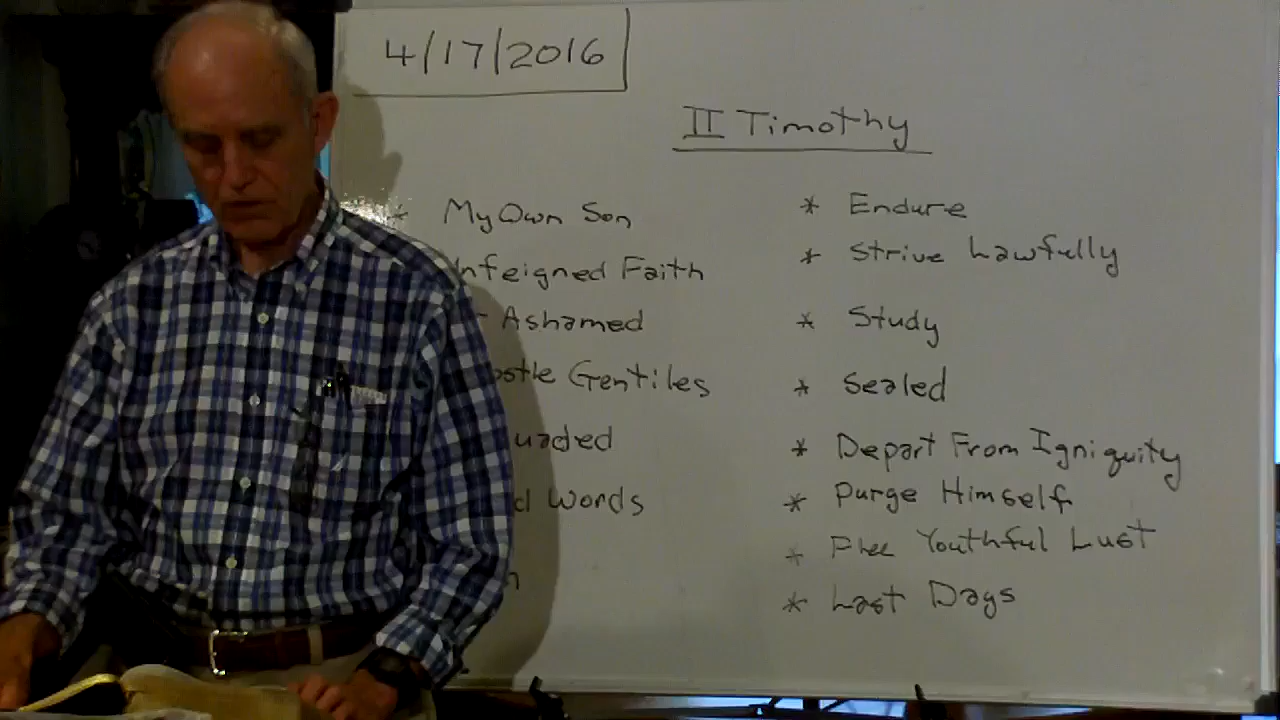 4/17/2016
II Timothy
* My Own Son
nfeigned Faith
Ashamed
ostle Gentiles
uaded
d Words
n
* Endure
* Strive Lawfully
* Study
* Sealed
* Depart From Igniquity
* Purge Himself
* Flee Youthful Lust
* Last Days